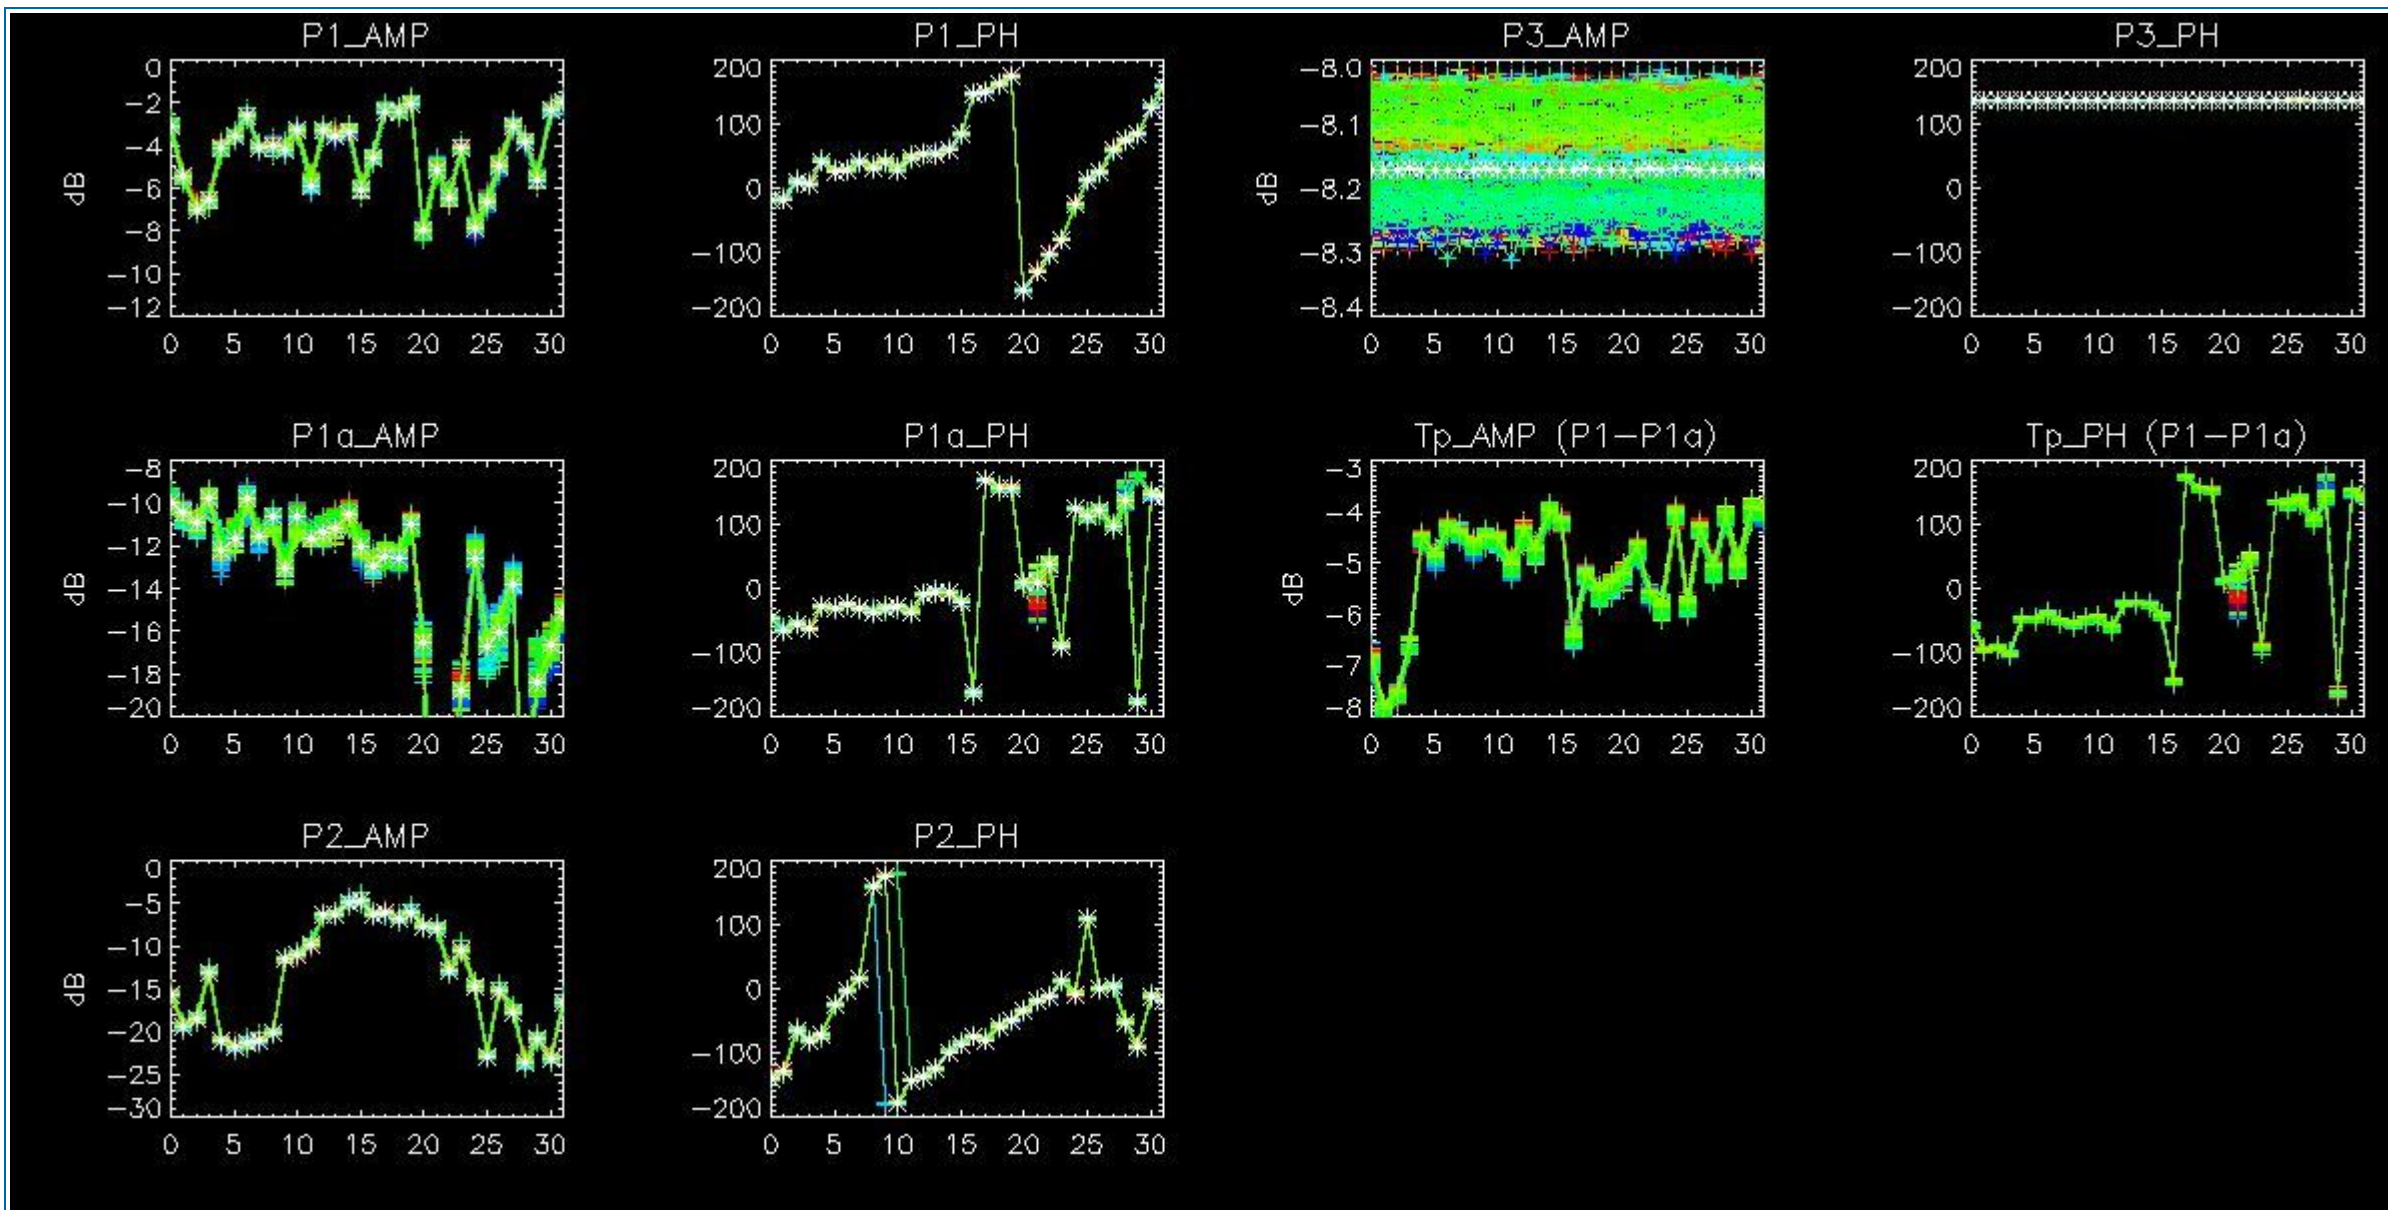 P1_AMP
0
−2
−4
−6
−8
−10
−12
dB
0 5 10 15 20 25 30
P1_PH
200
100
0
−100
−200
0 5 10 15 20 25 30
P3_AMP
−8.0
−8.1
−8.2
−8.3
−8.4
dB
0 5 10 15 20 25 30
P3_PH
200
100
0
−100
−200
0 5 10 15 20 25 30
P1a_AMP
−8
−10
−12
−14
−16
−18
−20
dB
0 5 10 15 20 25 30
P1a_PH
200
100
0
−100
−200
0 5 10 15 20 25 30
Tp_AMP (P1−P1a)
−3
−4
−5
−6
−7
−8
dB
0 5 10 15 20 25 30
Tp_PH (P1−P1a)
200
100
0
−100
−200
0 5 10 15 20 25 30
P2_AMP
0
−5
−10
−15
−20
−25
−30
dB
0 5 10 15 20 25 30
P2_PH
200
100
0
−100
−200
0 5 10 15 20 25 30